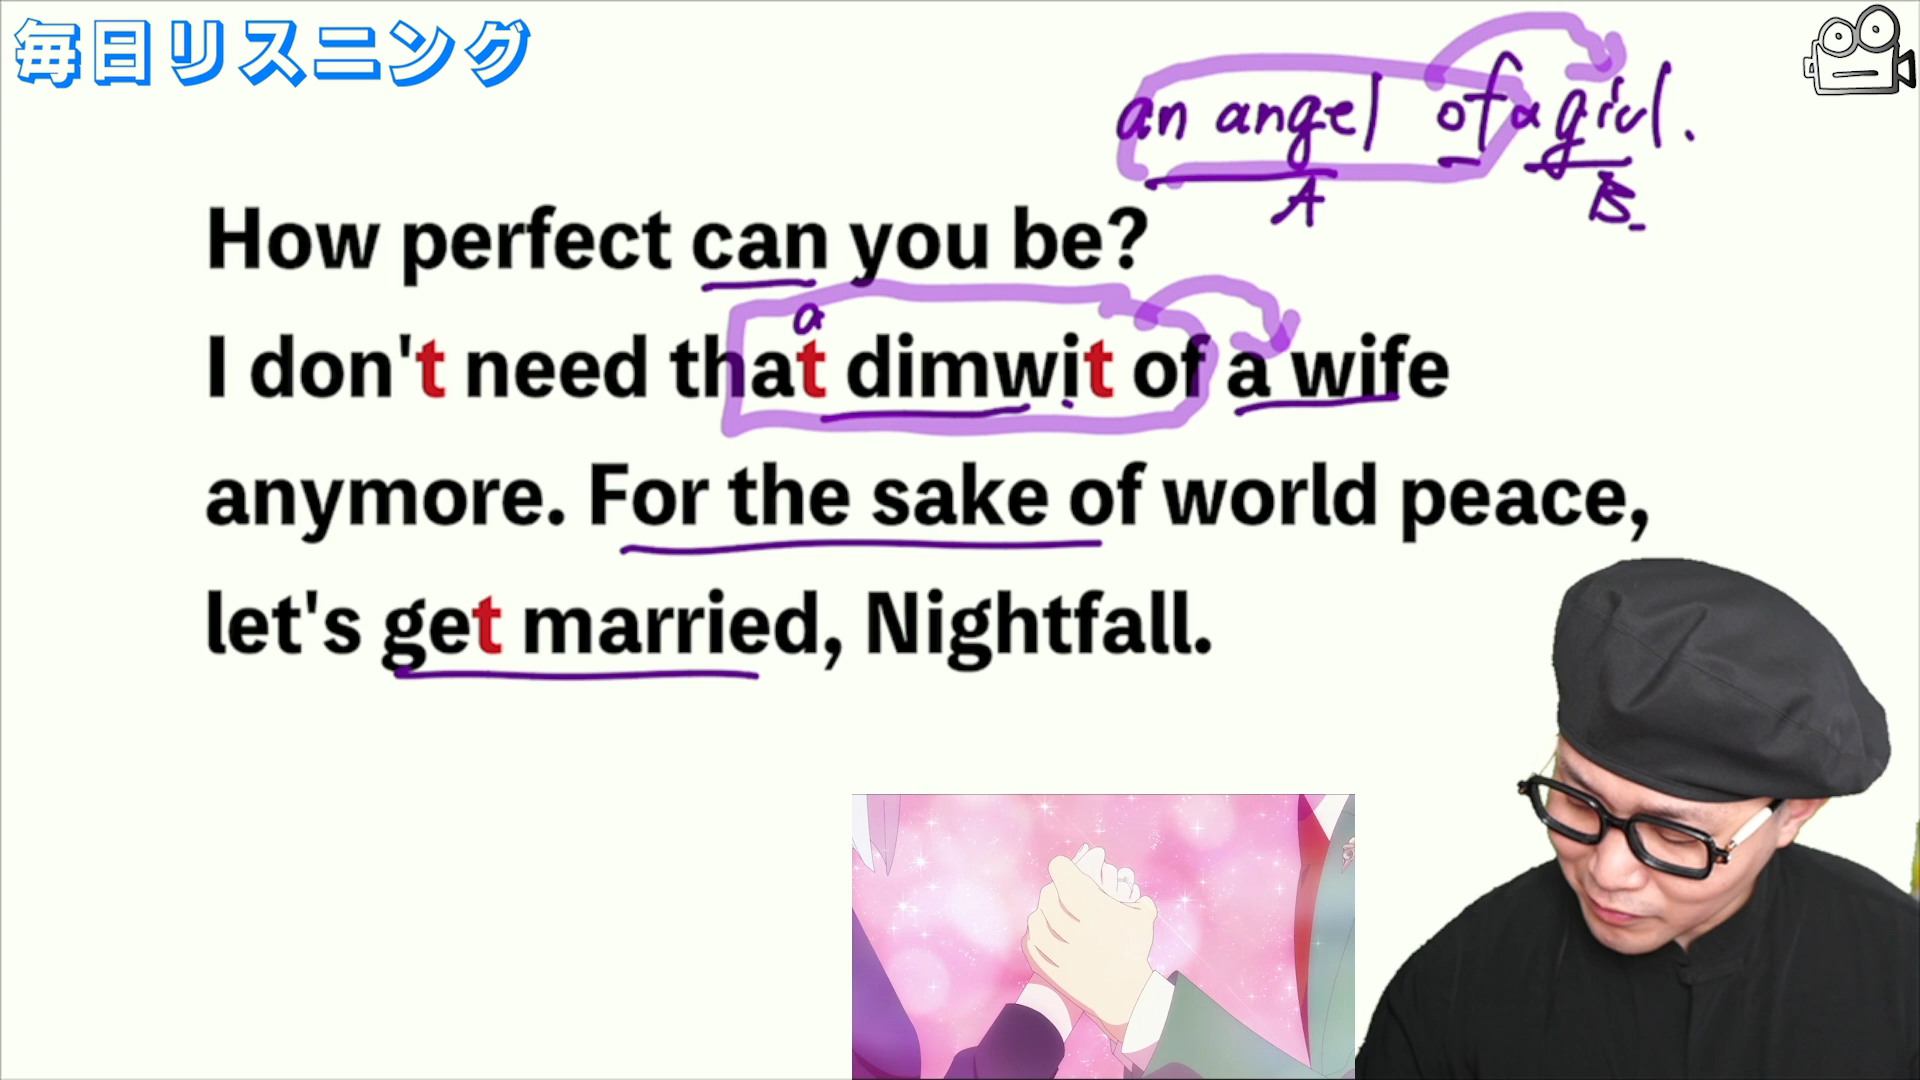 毎日リスニング
an angel of a girl.
A B
How perfect can you be?
a
I don't need that dimwit of a wife
anymore. For the sake of world peace,
let's get married, Nightfall.